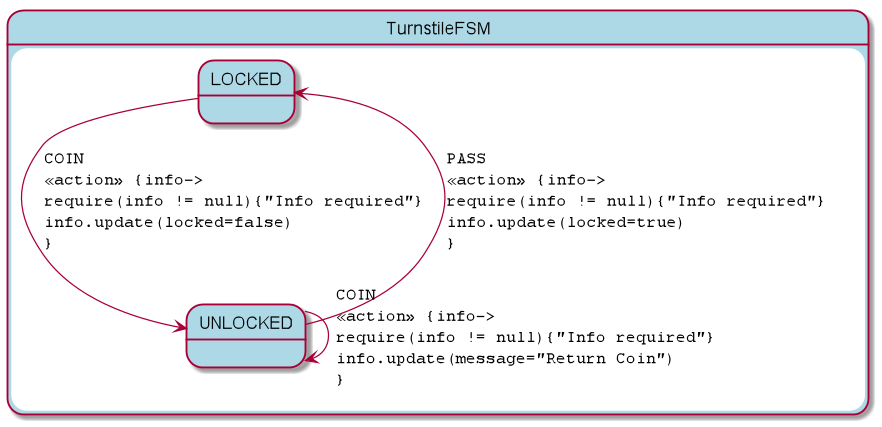 TurnstileFSM
LOCKED
COIN
«action» {info->
require(info != null){"Info required"}
info.update(locked=false)
}
PASS
«action» {info->
require(info != null){"Info required"}
info.update(locked=true)
}
UNLOCKED
COIN
«action» {info->
require(info != null){"Info required"}
info.update(message="Return Coin")
}